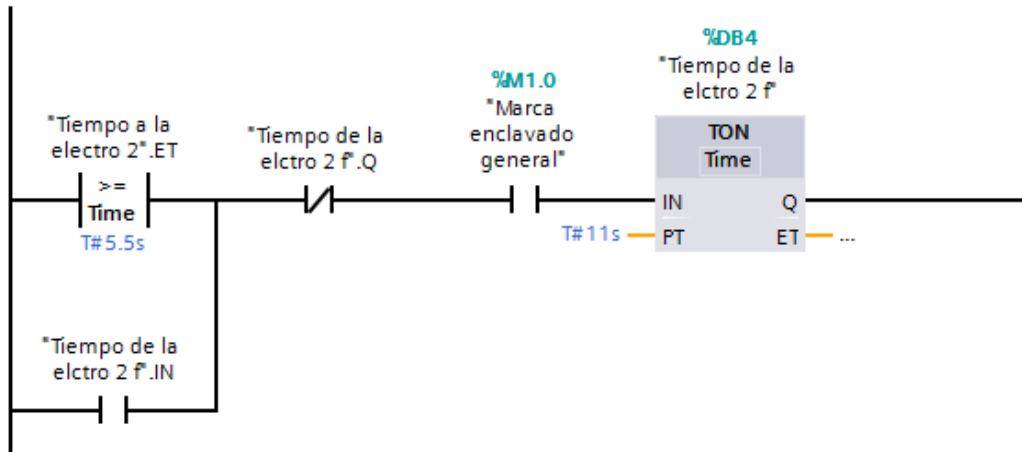 %DB4
"Tiempo de la
elctro 2 f"
%M1.0
"Marca
enclavado
general"
"Tiempo a la
electro 2".ET
"Tiempo de la
elctro 2 f".Q
TON
Time
>=
Time
T#5.5s
IN
Q
T#11s
PT
ET
...
"Tiempo de la
elctro 2 f".IN